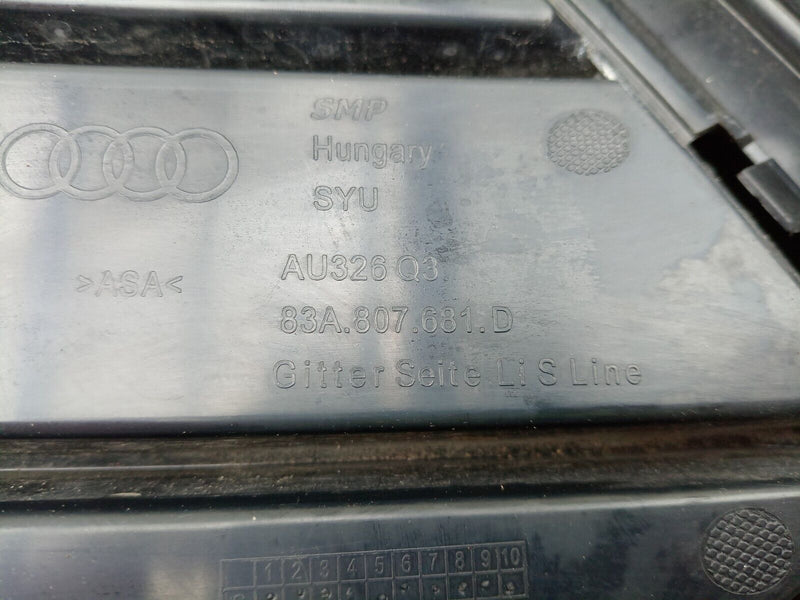 SMP
Hungary
SYU
>ASA<
AU326 Q3
83A.807.681.D
Gitter Seite Li S Line
1 2 3 4 5 6 7 8 9 10